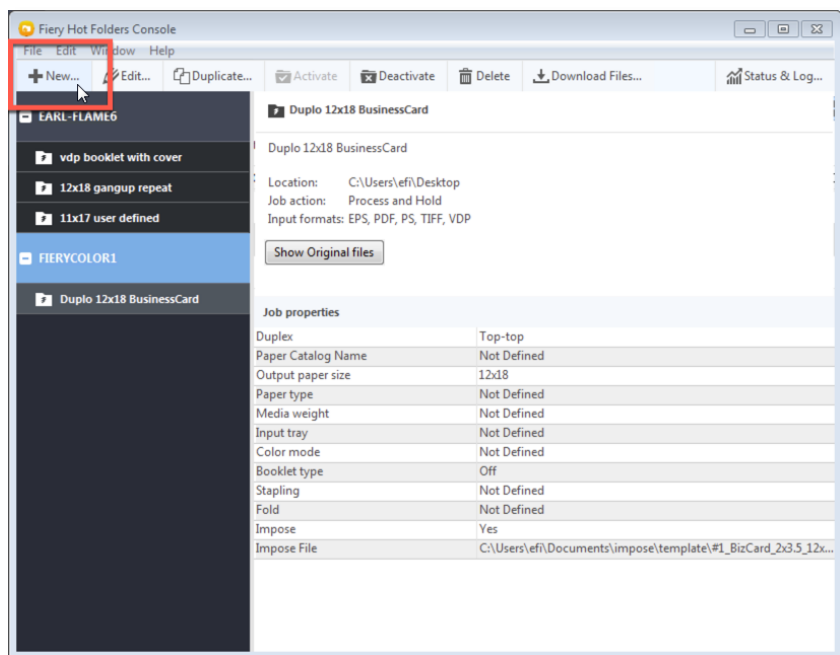 Fiery Hot Folders Console
File Edit Window Help
New... Edit... Duplicate... Activate Deactivate Delete Download Files... Status & Log...
EARL-FLAME6
vdp booklet with cover
12x18 gangup repeat
11x17 user defined
FIERYCOLOR1
Duplo 12x18 BusinessCard
Duplo 12x18 BusinessCard
Duplo 12x18 BusinessCard
Location: C:\Users\efi\Desktop
Job action: Process and Hold
Input formats: EPS, PDF, PS, TIFF, VDP
Show Original files
Job properties
Duplex Top-top
Paper Catalog Name Not Defined
Output paper size 12x18
Paper type Not Defined
Media weight Not Defined
Input tray Not Defined
Color mode Not Defined
Booklet type Off
Stapling Not Defined
Fold Not Defined
Impose Yes
Impose File C:\Users\efi\Documents\impose\template\#1_BizCard_2x3.5_12x...